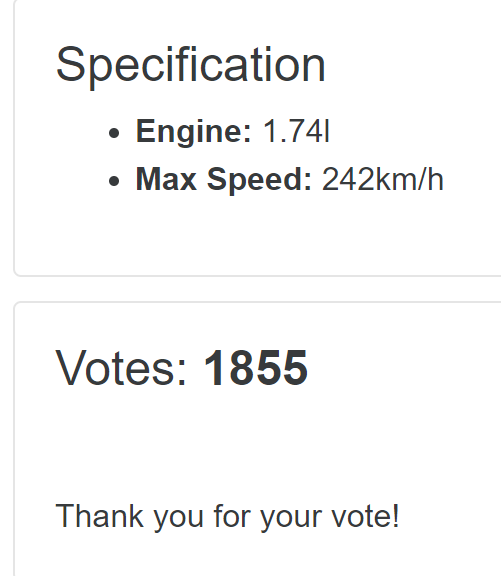 Specification
Engine: 1.74l
Max Speed: 242km/h
Votes: 1855
Thank you for your vote!